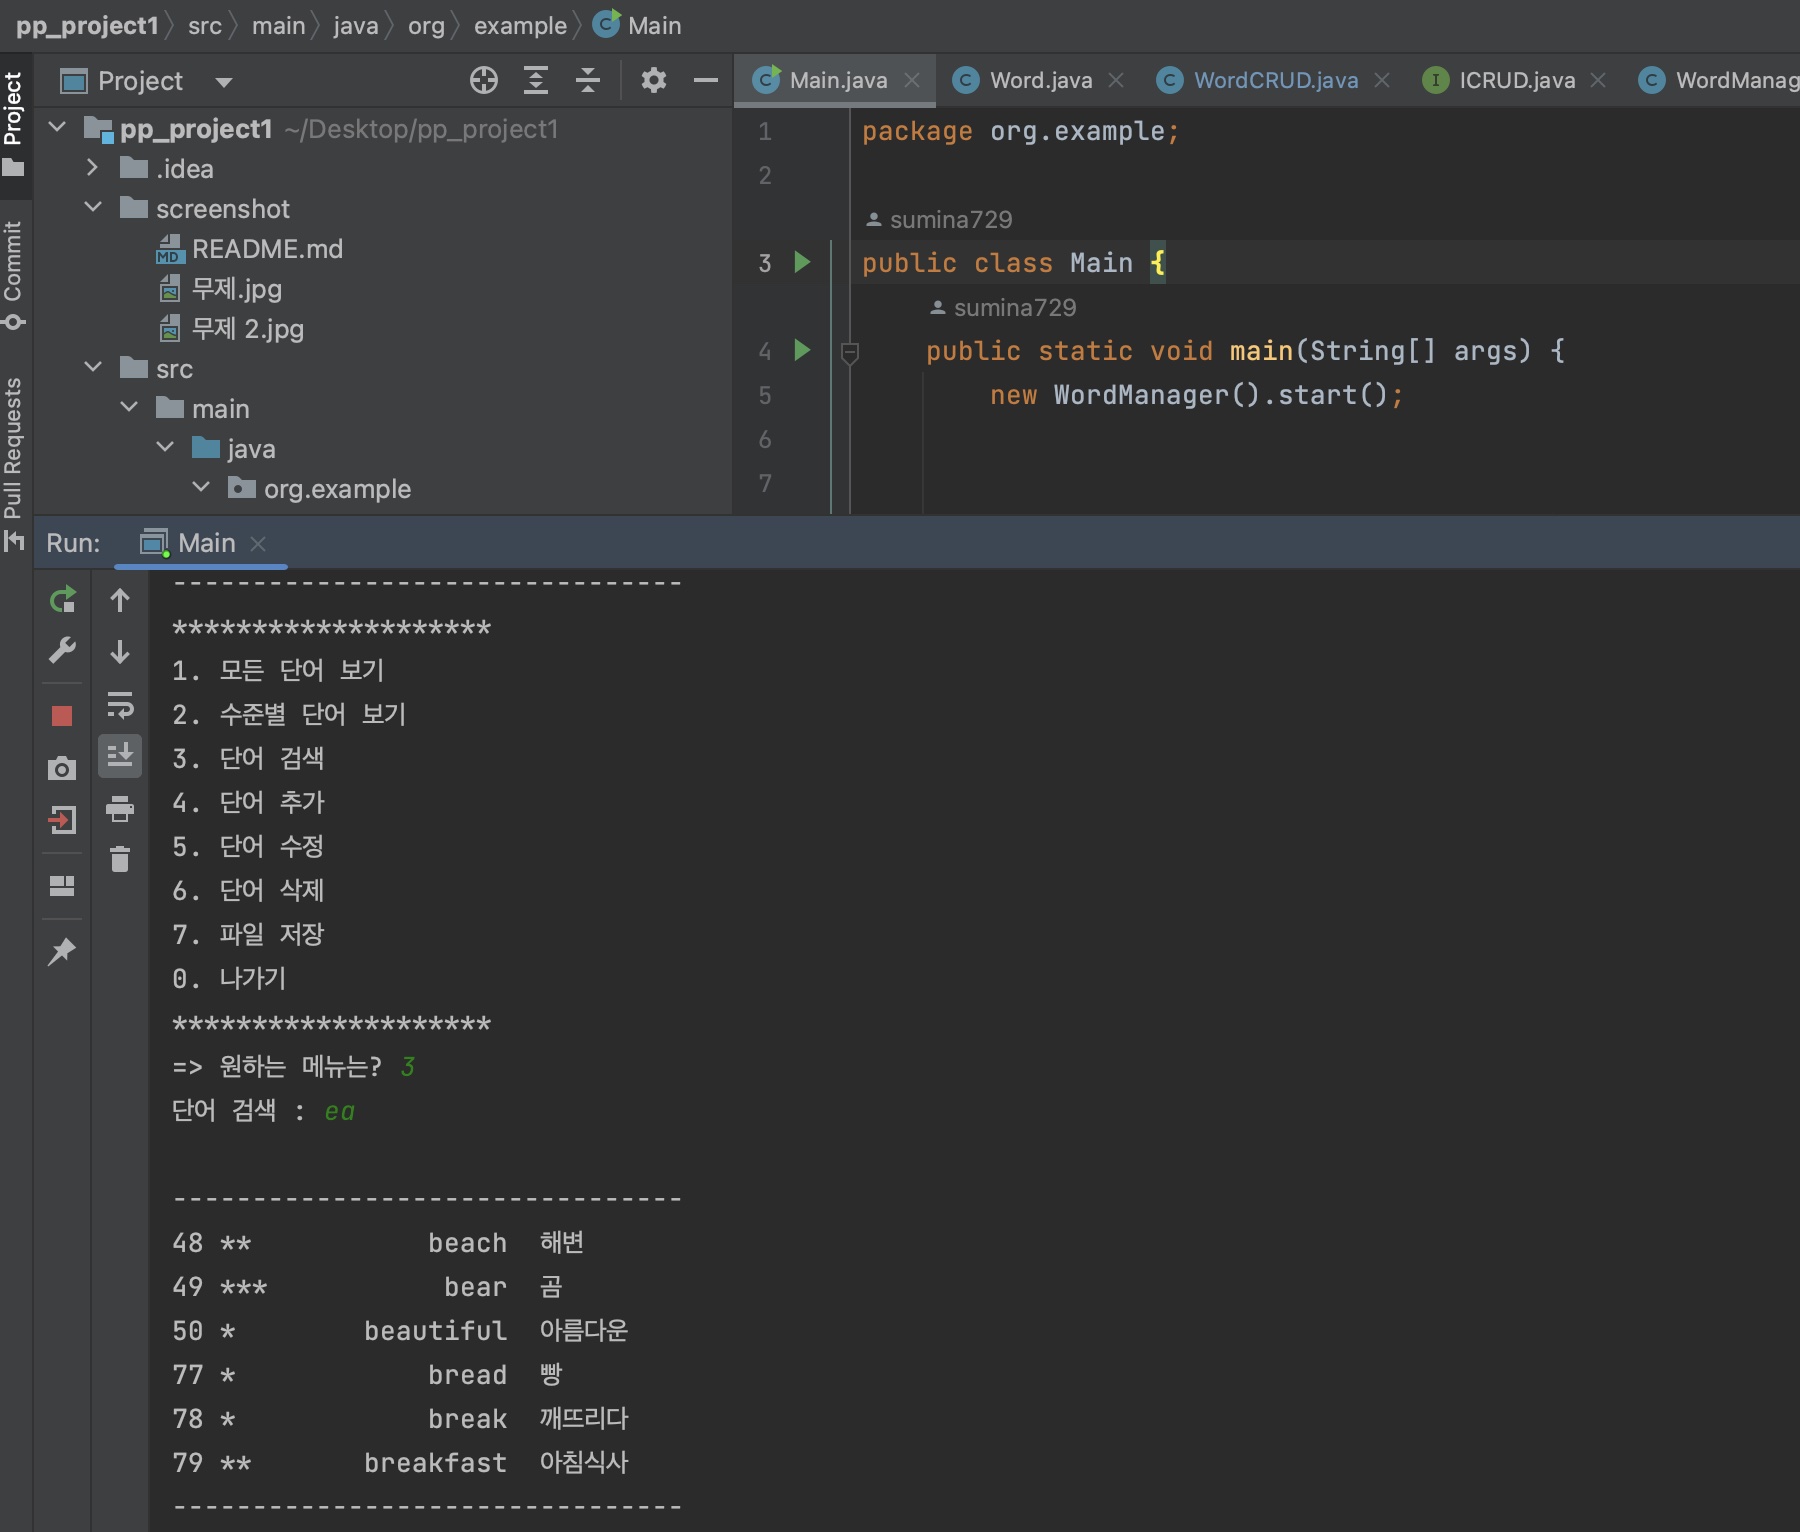 pp_project1 〉 src 〉 main 〉 java 〉 org 〉 example 〉 Main
Project
Commit
Pull Requests
Project
pp_project1 ~/Desktop/pp_project1
.idea
screenshot
README.md
무제.jpg
무제 2.jpg
src
main
java
org.example
Main.java Word.java WordCRUD.java ICRUD.java WordManag
1 package org.example;
2
sumina729
3 public class Main {
sumina729
4 public static void main(String[] args) {
5 new WordManager().start();
6
7
Run: Main
--------------------------------
********************
1. 모든 단어 보기
2. 수준별 단어 보기
3. 단어 검색
4. 단어 추가
5. 단어 수정
6. 단어 삭제
7. 파일 저장
0. 나가기
********************
=> 원하는 메뉴는? 3
단어 검색 : ea
--------------------------------
48 ** beach 해변
49 *** bear 곰
50 * beautiful 아름다운
77 * bread 빵
78 * break 깨뜨리다
79 ** breakfast 아침식사
--------------------------------